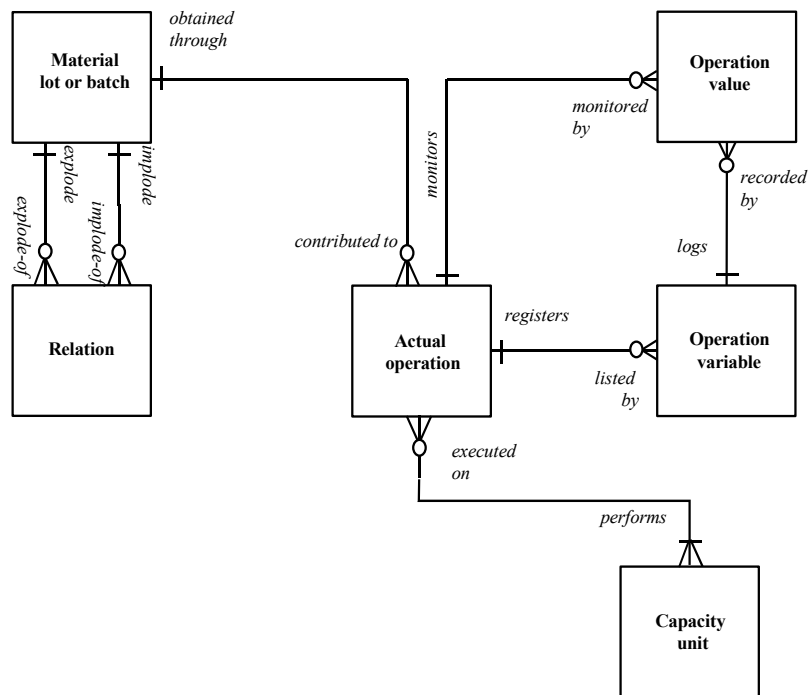 obtained
through
Material
lot or batch
Operation
value
monitored
by
monitors
explode
implode
recorded
by
explode-of
implode-of
contributed to
logs
registers
Relation
Actual
operation
Operation
variable
listed
by
executed
on
performs
Capacity
unit